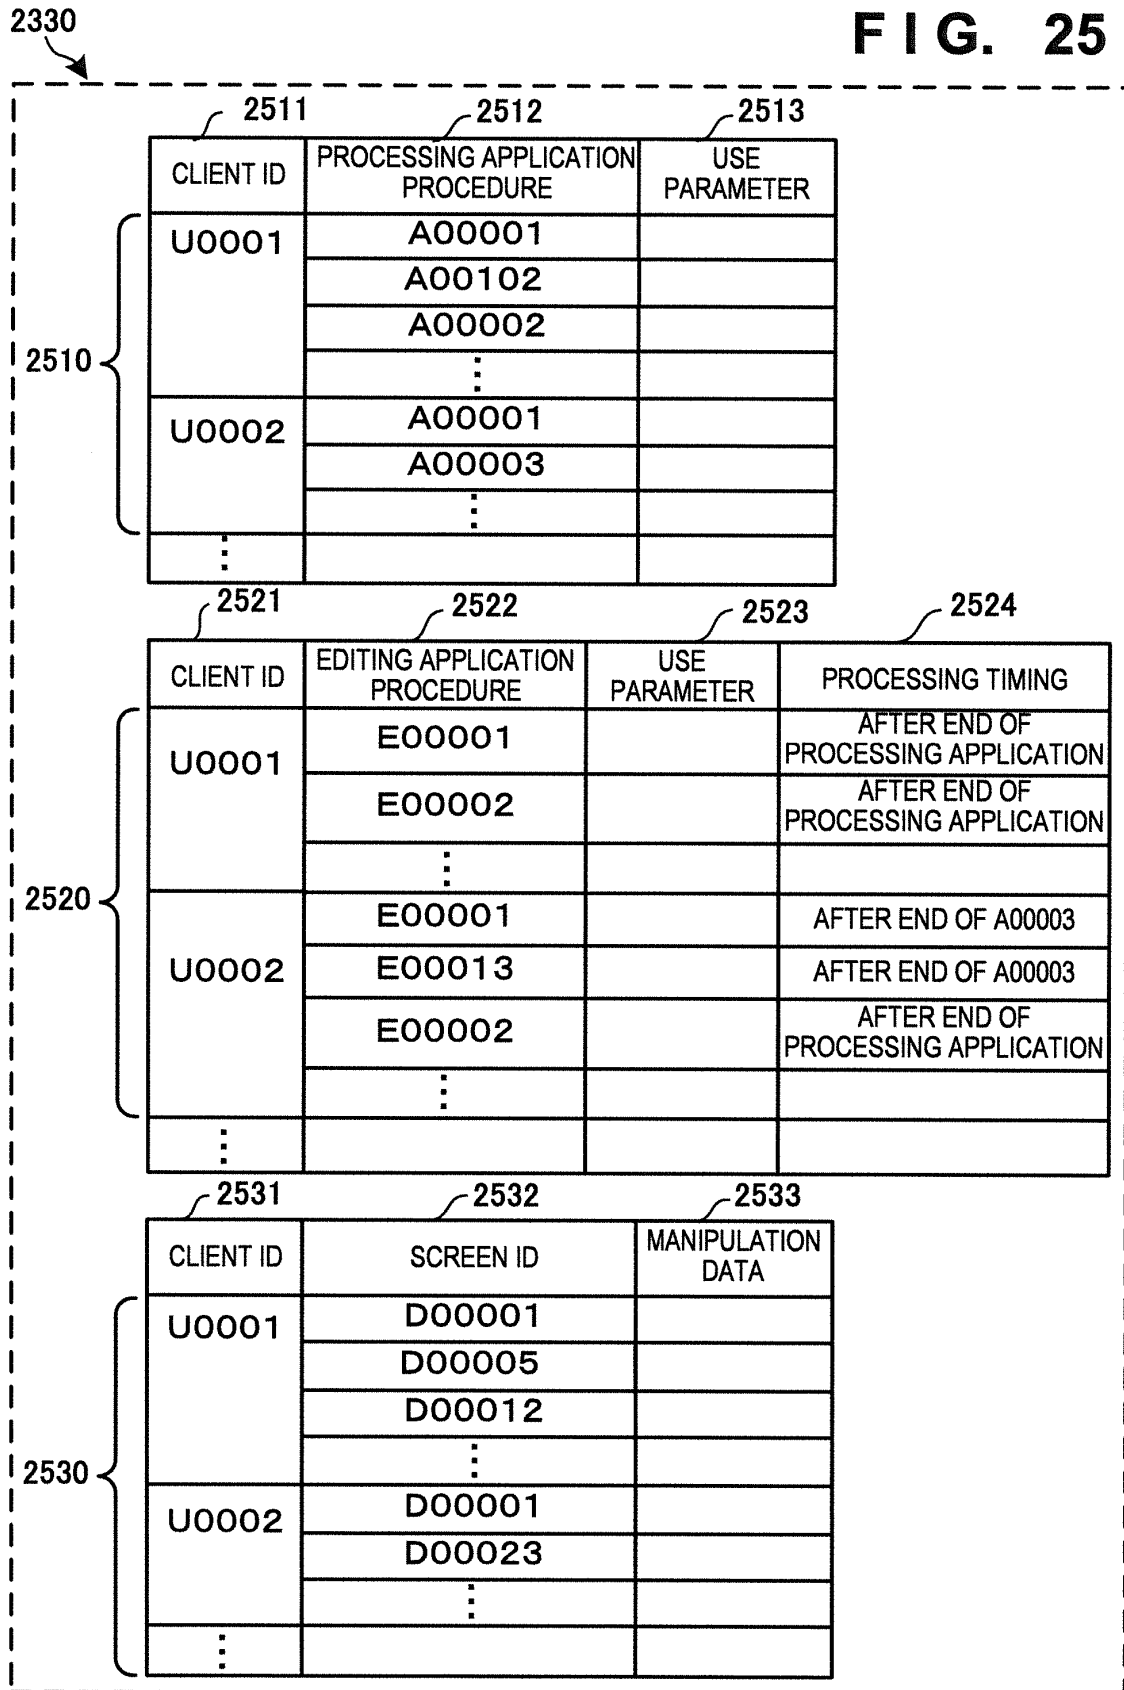 2330
FIG. 25
2511 2512 2513
CLIENT ID PROCESSING APPLICATION PROCEDURE USE PARAMETER
2510
U0001 A00001
A00102
A00002
U0002 A00001
A00003
2521 2522 2523 2524
CLIENT ID EDITING APPLICATION PROCEDURE USE PARAMETER PROCESSING TIMING
2520
U0001 E00001 AFTER END OF PROCESSING APPLICATION
E00002 AFTER END OF PROCESSING APPLICATION
U0002 E00001 AFTER END OF A00003
E00013 AFTER END OF A00003
E00002 AFTER END OF PROCESSING APPLICATION
2531 2532 2533
CLIENT ID SCREEN ID MANIPULATION DATA
2530
U0001 D00001
D00005
D00012
U0002 D00001
D00023